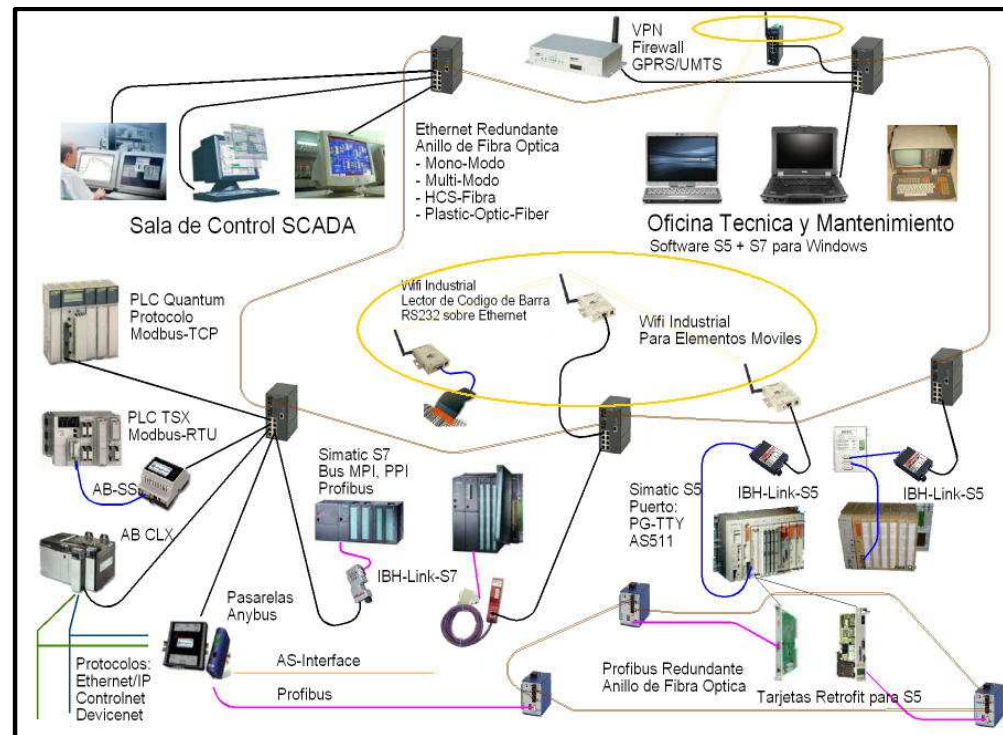 VPN
Firewall
GPRS/UMTS
Ethernet Redundante
Anillo de Fibra Optica
- Mono-Modo
- Multi-Modo
- HCS-Fibra
- Plastic-Optic-Fiber
Sala de Control SCADA
Oficina Tecnica y Mantenimiento
Software S5 + S7 para Windows
PLC Quantum
Protocolo
Modbus-TCP
Wifi Industrial
Lector de Codigo de Barra
RS232 sobre Ethernet
Wifi Industrial
Para Elementos Moviles
PLC TSX
Modbus-RTU
AB-SS
AB CLX
Simatic S7
Bus MPI, PPI
Profibus
IBH-Link-S7
Simatic S5
Puerto:
PG-TTY
AS511
IBH-Link-S5
IBH-Link-S5
Pasarelas
Anybus
AS-Interface
Profibus
Protocolos:
Ethernet/IP
Controlnet
Devicenet
Profibus Redundante
Anillo de Fibra Optica
Tarjetas Retrofit para S5